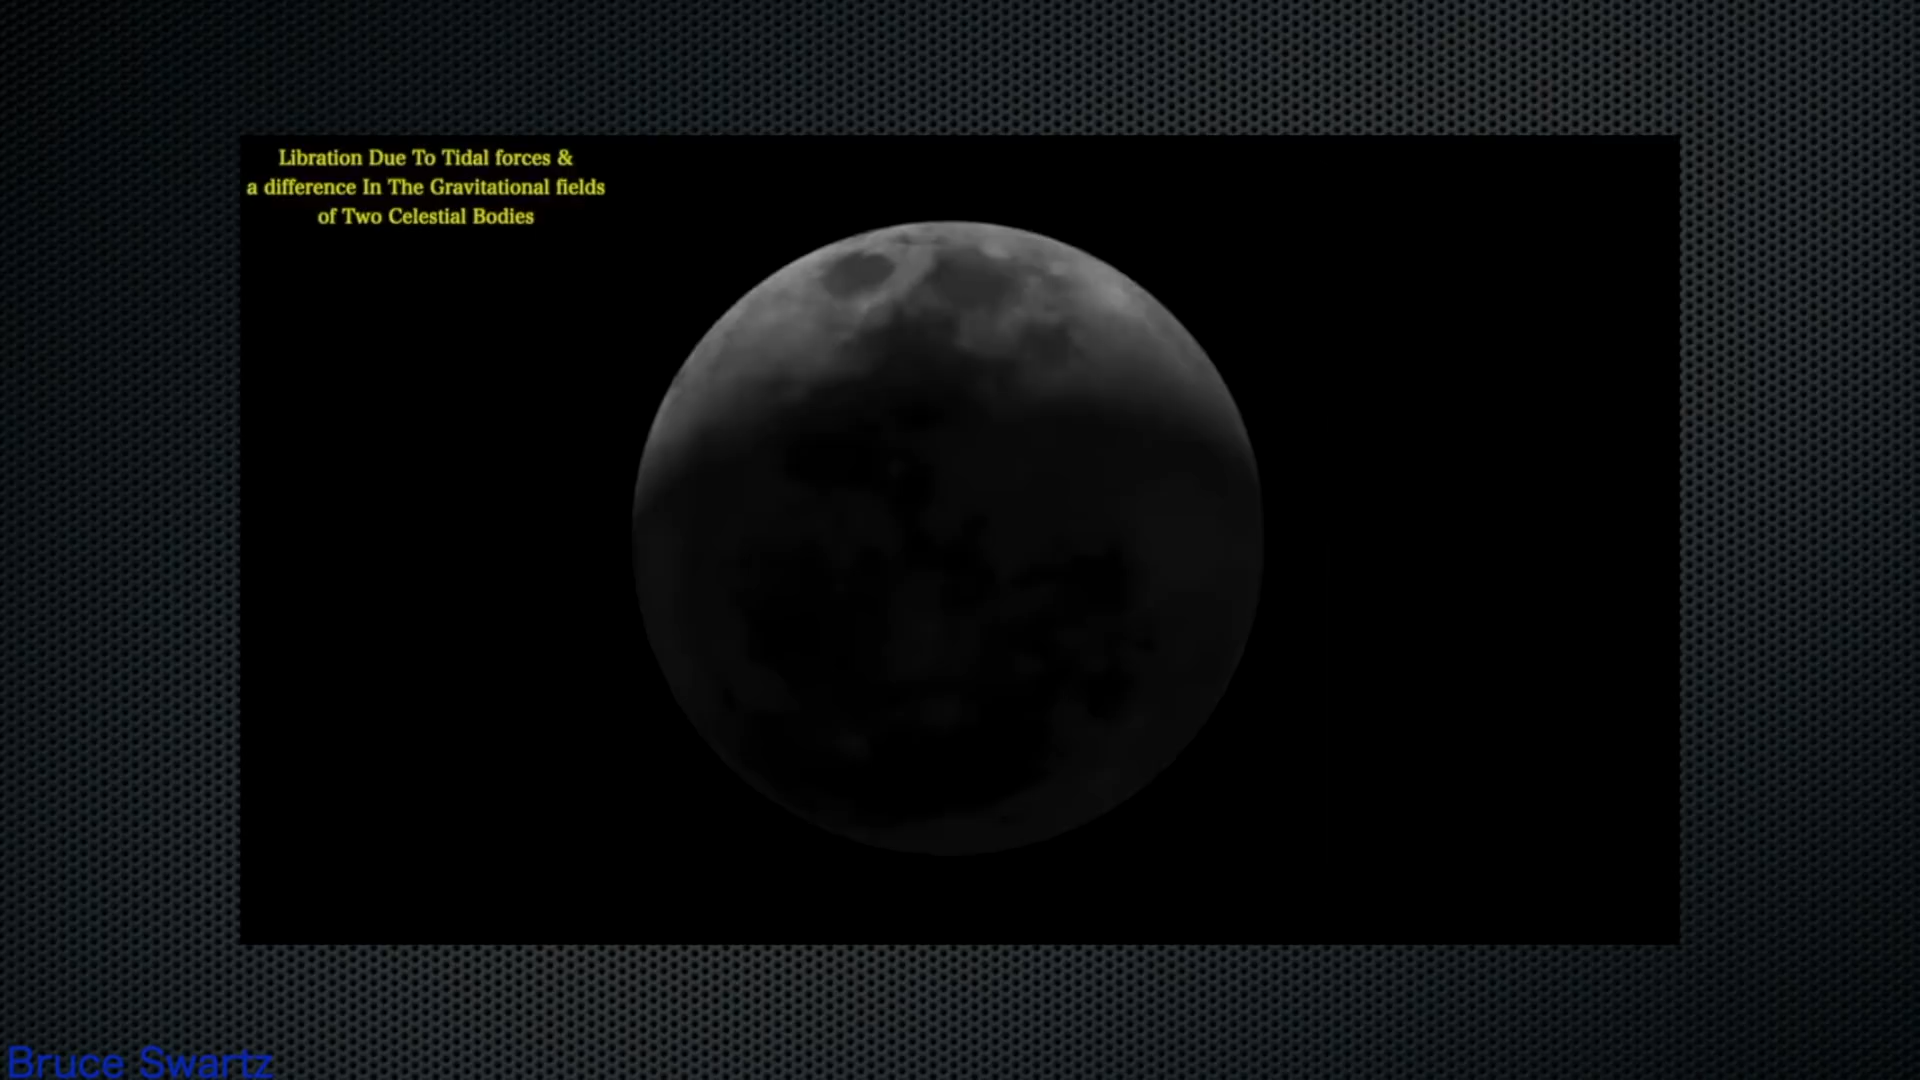 Libration Due To Tidal forces &
a difference In The Gravitational fields
of Two Celestial Bodies
Bruce Swartz